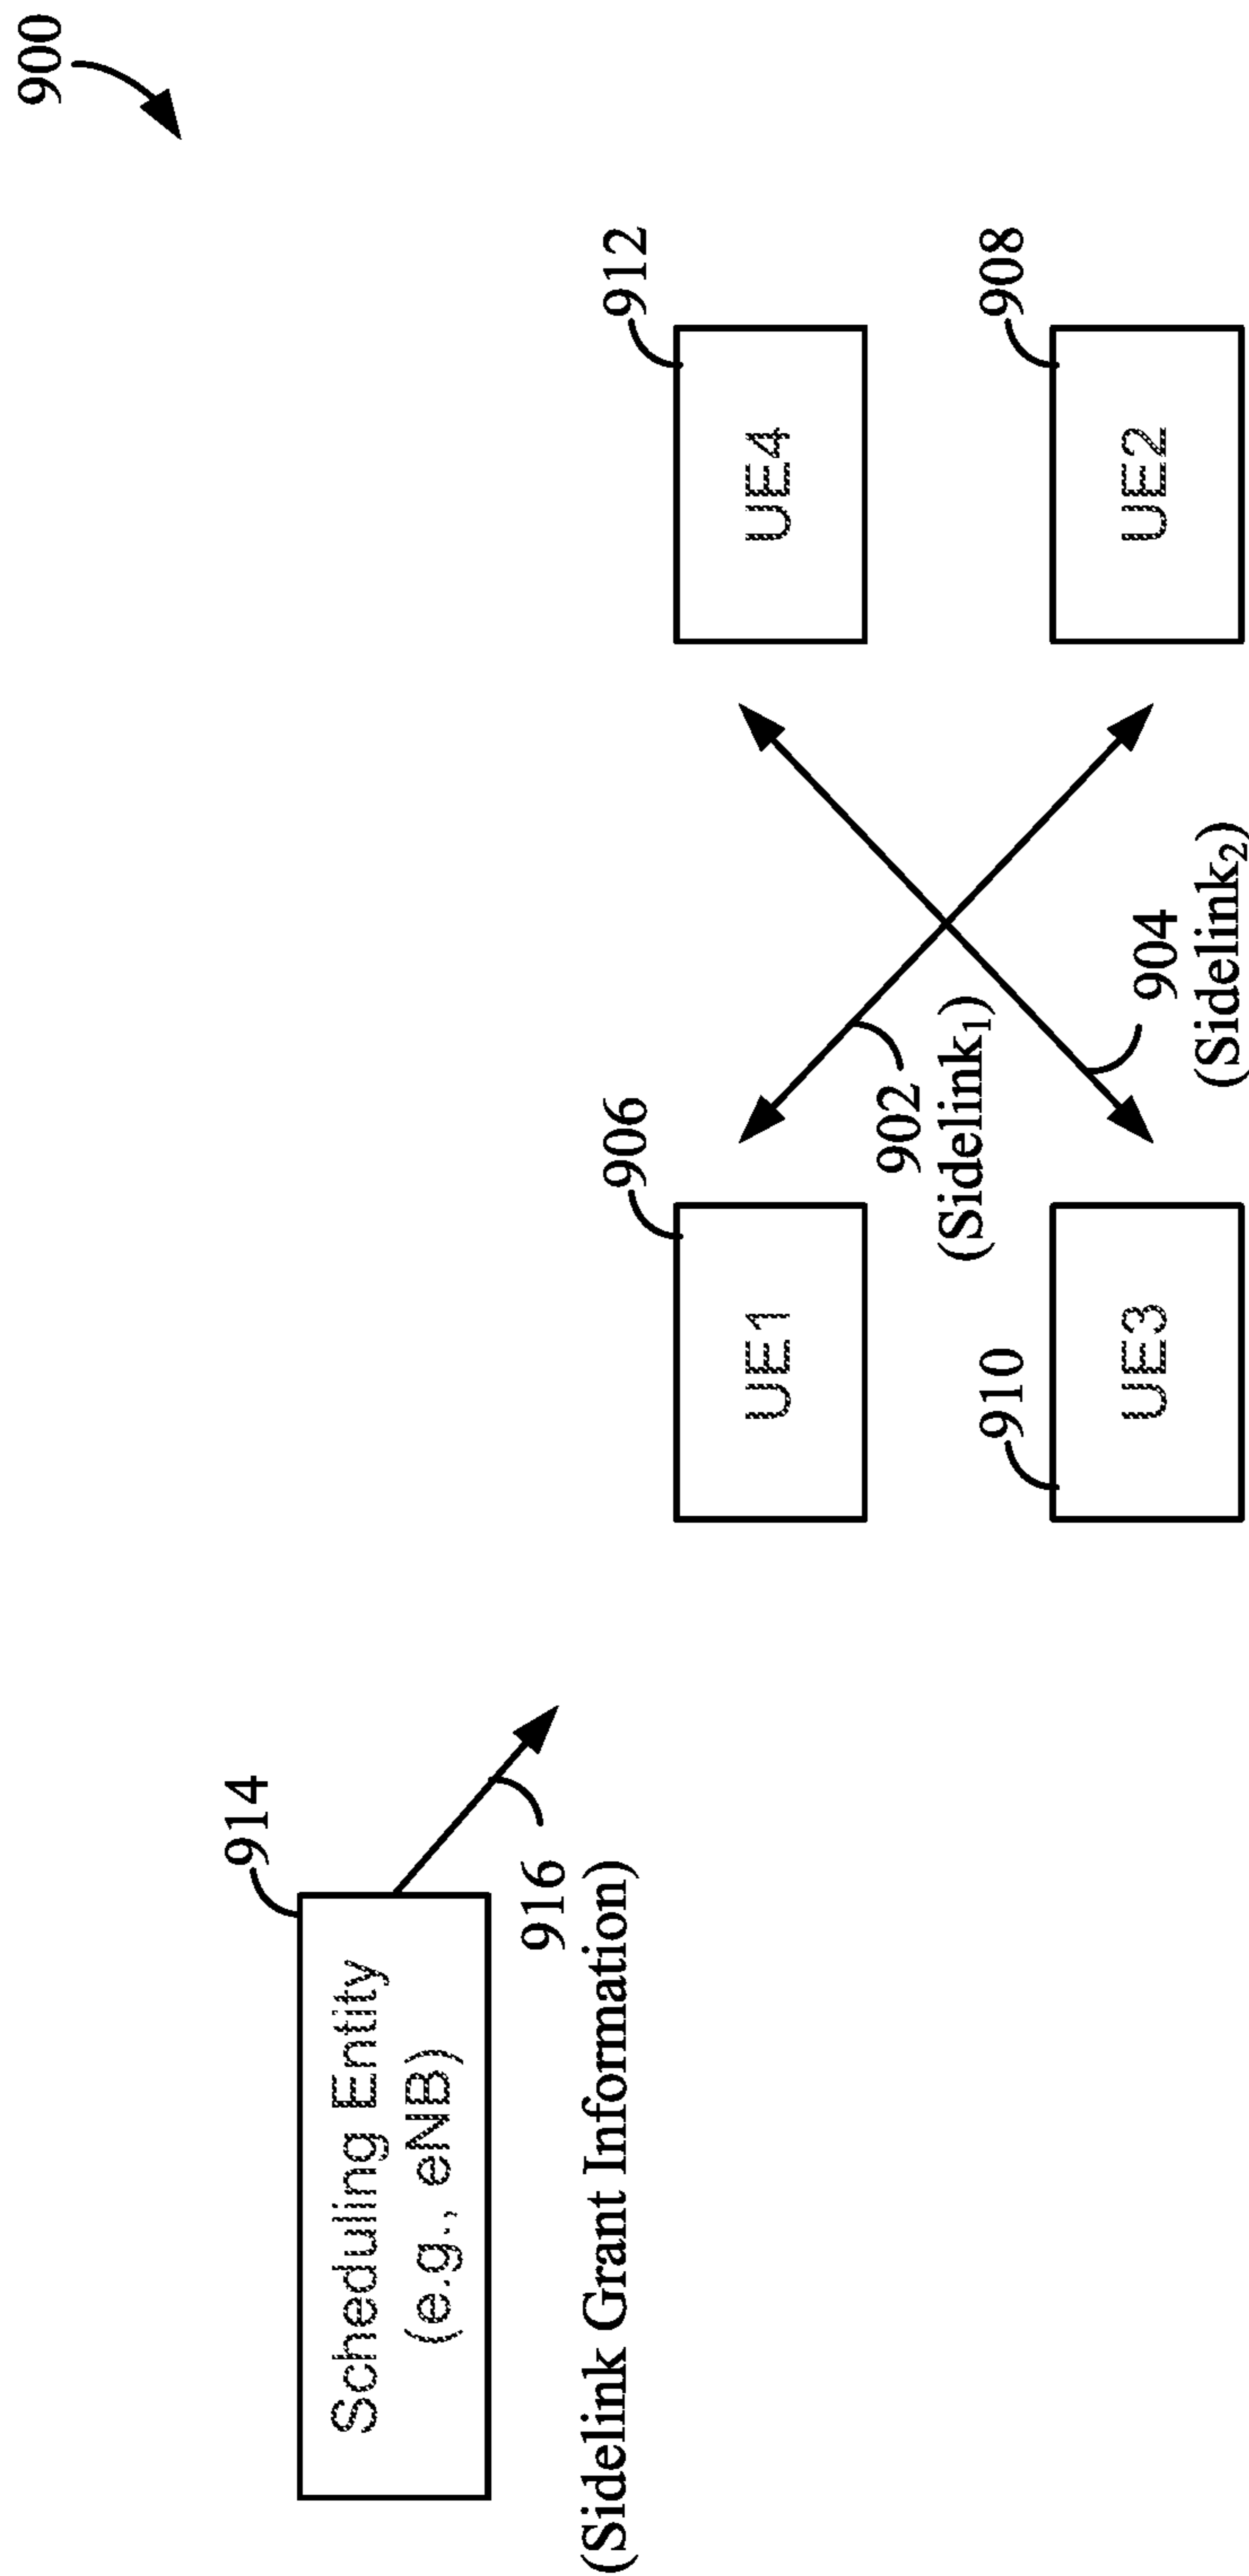 900
914
Scheduling Entity
(e.g., eNB)
916
(Sidelink Grant Information)
906
UE1
912
UE4
902
(Sidelink₁)
910
UE3
904
(Sidelink₂)
908
UE2